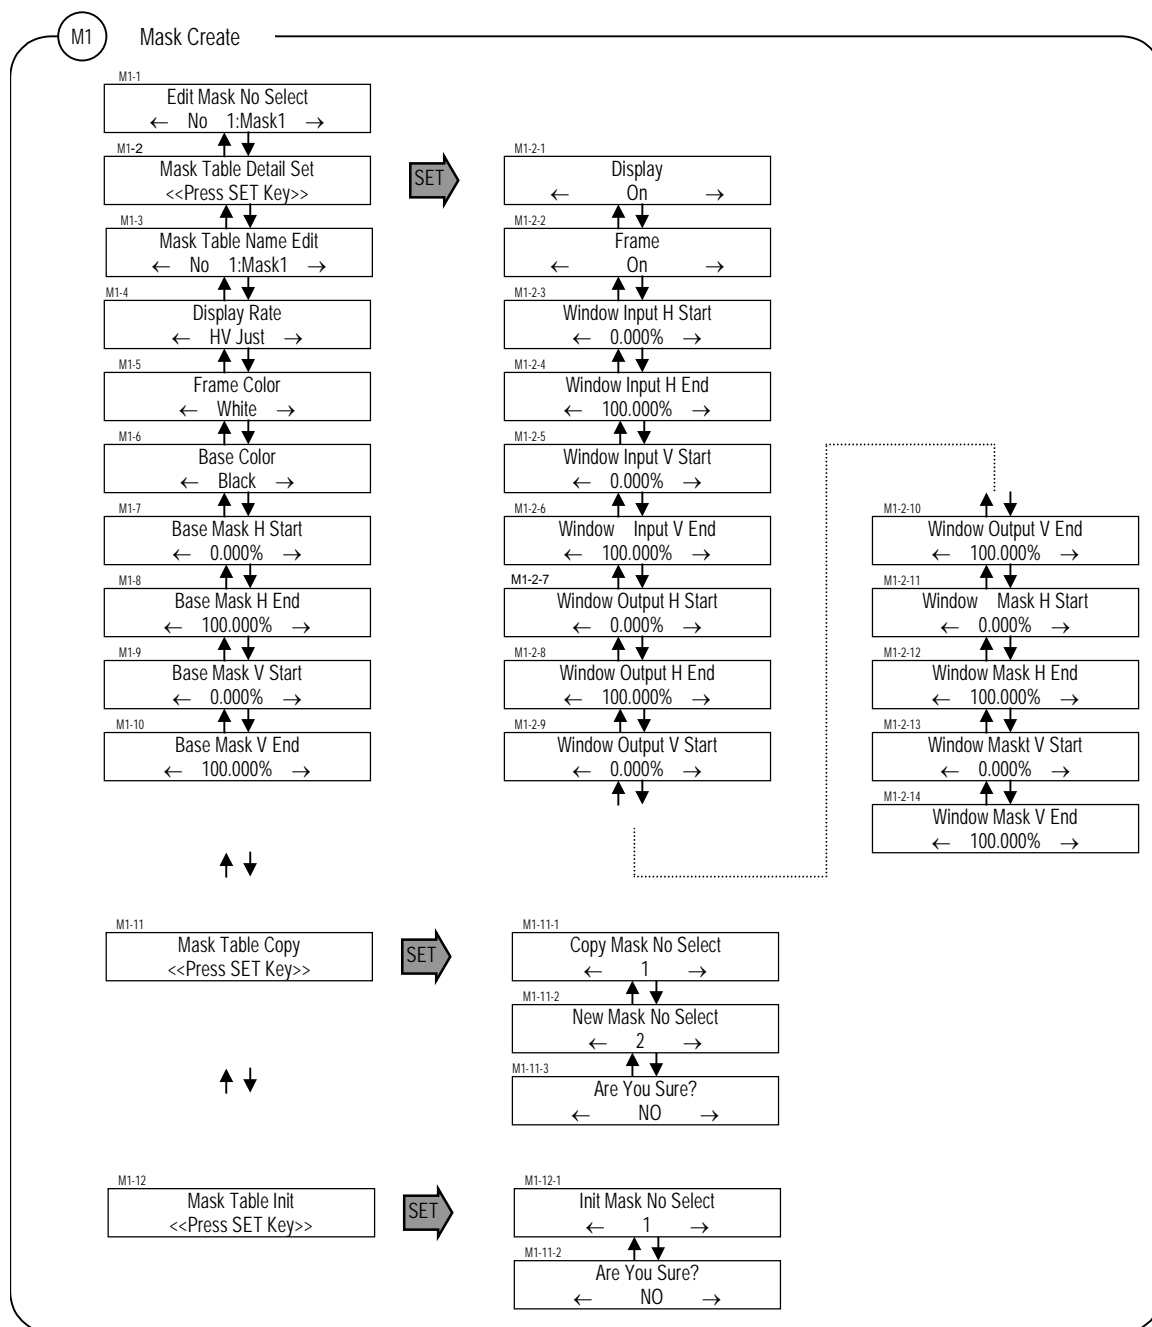 M1 Mask Create
M1-1
Edit Mask No Select
← No 1:Mask1 →
M1-2
Mask Table Detail Set
<<Press SET Key>>
M1-3
Mask Table Name Edit
← No 1:Mask1 →
M1-4
Display Rate
← HV Just →
M1-5
Frame Color
← White →
M1-6
Base Color
← Black →
M1-7
Base Mask H Start
← 0.000% →
M1-8
Base Mask H End
← 100.000% →
M1-9
Base Mask V Start
← 0.000% →
M1-10
Base Mask V End
← 100.000% →
SET
M1-2-1
Display
← On →
M1-2-2
Frame
← On →
M1-2-3
Window Input H Start
← 0.000% →
M1-2-4
Window Input H End
← 100.000% →
M1-2-5
Window Input V Start
← 0.000% →
M1-2-6
Window Input V End
← 100.000% →
M1-2-7
Window Output H Start
← 0.000% →
M1-2-8
Window Output H End
← 100.000% →
M1-2-9
Window Output V Start
← 0.000% →
M1-2-10
Window Output V End
← 100.000% →
M1-2-11
Window Mask H Start
← 0.000% →
M1-2-12
Window Mask H End
← 100.000% →
M1-2-13
Window Maskt V Start
← 0.000% →
M1-2-14
Window Mask V End
← 100.000% →
M1-11
Mask Table Copy
<<Press SET Key>>
SET
M1-11-1
Copy Mask No Select
← 1 →
M1-11-2
New Mask No Select
← 2 →
M1-11-3
Are You Sure?
← NO →
M1-12
Mask Table Init
<<Press SET Key>>
SET
M1-12-1
Init Mask No Select
← 1 →
M1-11-2
Are You Sure?
← NO →